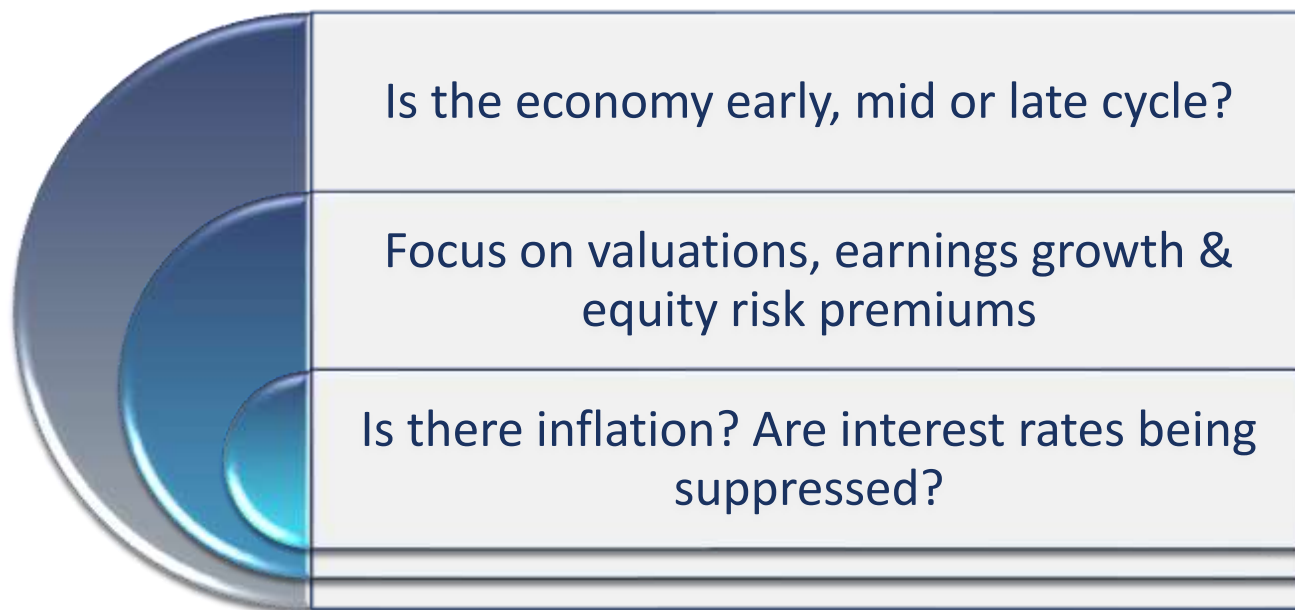 Is the economy early, mid or late cycle?
Focus on valuations, earnings growth &
equity risk premiums
Is there inflation? Are interest rates being
suppressed?